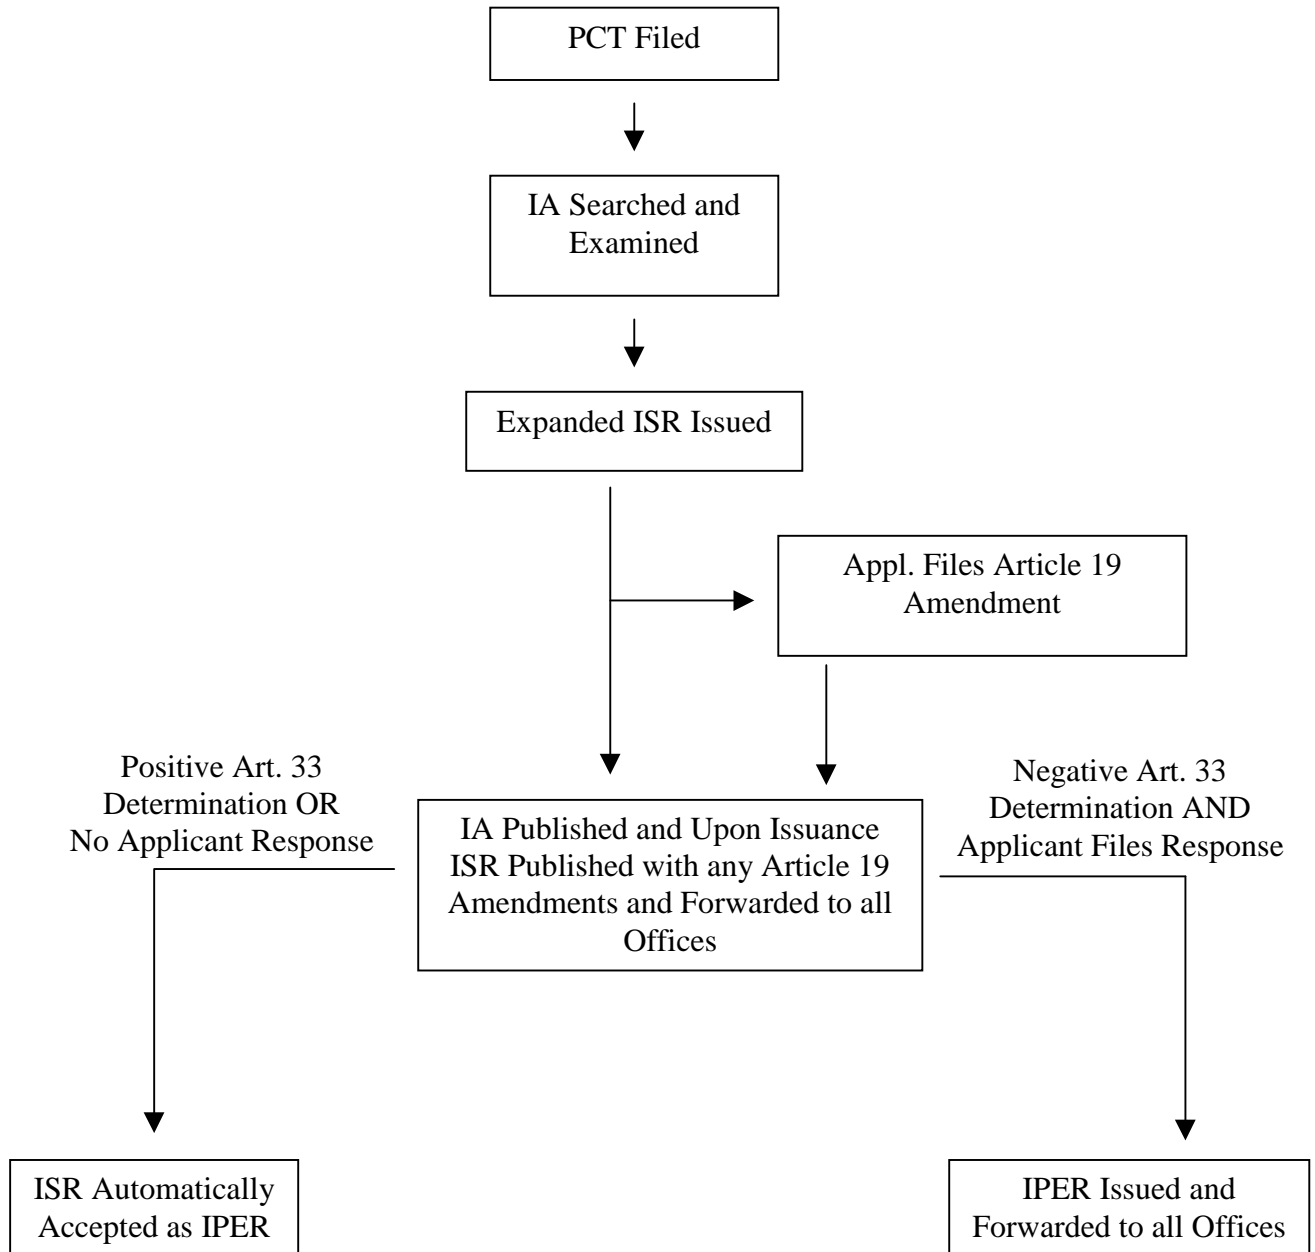 PCT Filed
IA Searched and
Examined
Expanded ISR Issued
Appl. Files Article 19
Amendment
Positive Art. 33
Determination OR
No Applicant Response
Negative Art. 33
Determination AND
Applicant Files Response
IA Published and Upon Issuance
ISR Published with any Article 19
Amendments and Forwarded to all
Offices
ISR Automatically
Accepted as IPER
IPER Issued and
Forwarded to all Offices